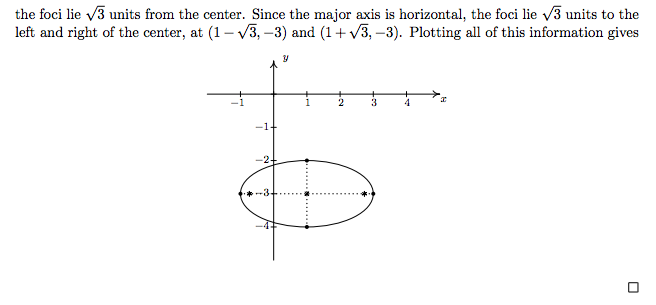 the foci lie √3 units from the center. Since the major axis is horizontal, the foci lie √3 units to the
left and right of the center, at (1 − √3, −3) and (1 + √3, −3). Plotting all of this information gives
y
−1 1 2 3 4 x
−1
−2
−3
−4